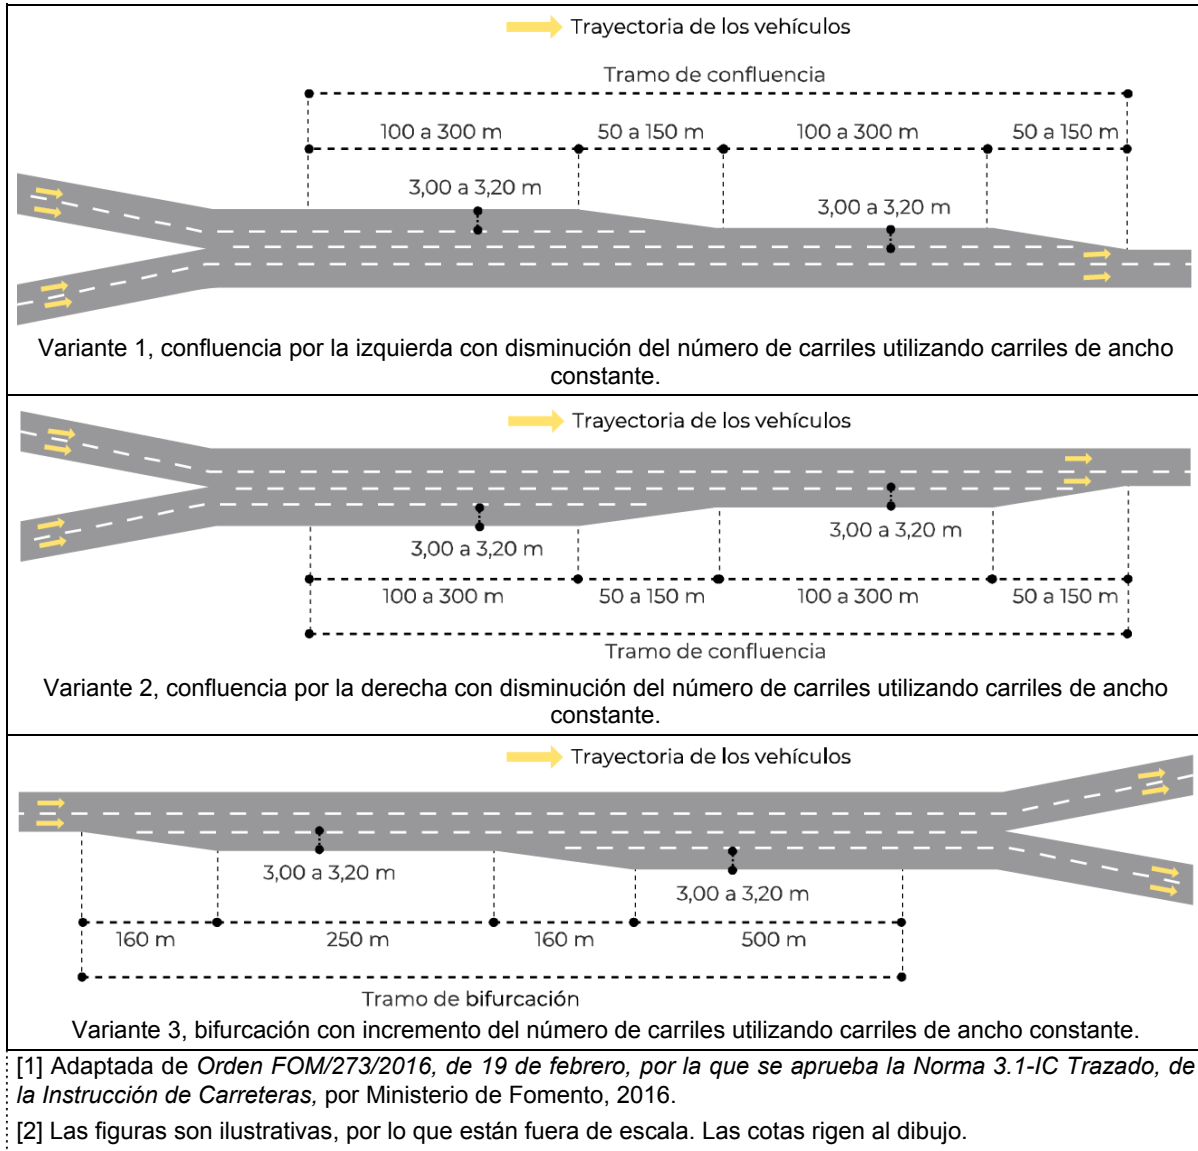 Trayectoria de los vehículos
Tramo de confluencia
100 a 300 m 50 a 150 m 100 a 300 m 50 a 150 m
3,00 a 3,20 m
3,00 a 3,20 m
Variante 1, confluencia por la izquierda con disminución del número de carriles utilizando carriles de ancho
constante.
Trayectoria de los vehículos
3,00 a 3,20 m
3,00 a 3,20 m
100 a 300 m 50 a 150 m 100 a 300 m 50 a 150 m
Tramo de confluencia
Variante 2, confluencia por la derecha con disminución del número de carriles utilizando carriles de ancho
constante.
Trayectoria de los vehículos
3,00 a 3,20 m
3,00 a 3,20 m
160 m 250 m 160 m 500 m
Tramo de bifurcación
Variante 3, bifurcación con incremento del número de carriles utilizando carriles de ancho constante.
[1] Adaptada de Orden FOM/273/2016, de 19 de febrero, por la que se aprueba la Norma 3.1-IC Trazado, de
la Instrucción de Carreteras, por Ministerio de Fomento, 2016.
[2] Las figuras son ilustrativas, por lo que están fuera de escala. Las cotas rigen al dibujo.